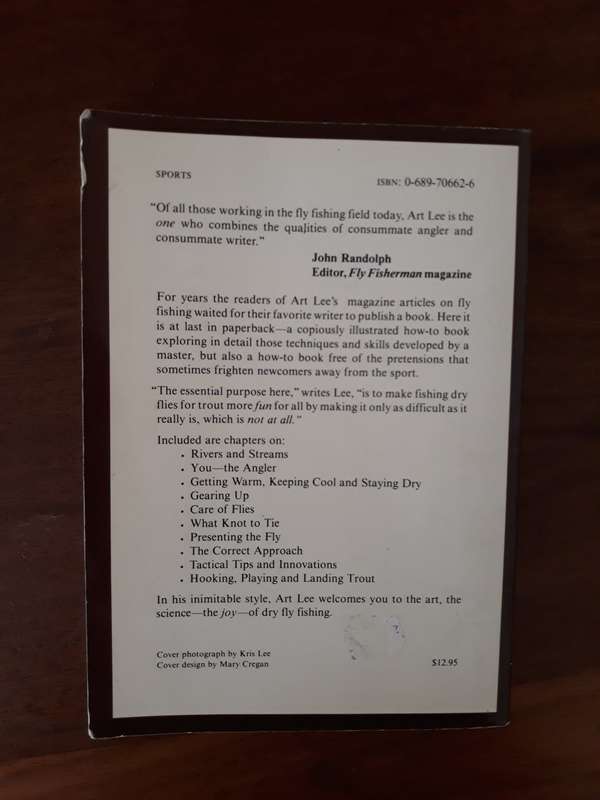 SPORTS
ISBN: 0-689-70662-6
"Of all those working in the fly fishing field today, Art Lee is the
one who combines the qualities of consummate angler and
consummate writer."
John Randolph
Editor, Fly Fisherman magazine
For years the readers of Art Lee's magazine articles on fly
fishing waited for their favorite writer to publish a book. Here it
is at last in paperback—a copiously illustrated how-to book
exploring in detail those techniques and skills developed by a
master, but also a how-to book free of the pretensions that
sometimes frighten newcomers away from the sport.
"The essential purpose here," writes Lee, "is to make fishing dry
flies for trout more fun for all by making it only as difficult as it
really is, which is not at all."
Included are chapters on:
• Rivers and Streams
• You—the Angler
• Getting Warm, Keeping Cool and Staying Dry
• Gearing Up
• Care of Flies
• What Knot to Tie
• Presenting the Fly
• The Correct Approach
• Tactical Tips and Innovations
• Hooking, Playing and Landing Trout
In his inimitable style, Art Lee welcomes you to the art, the
science—the joy—of dry fly fishing.
Cover photograph by Kris Lee
Cover design by Mary Cregan
$12.95